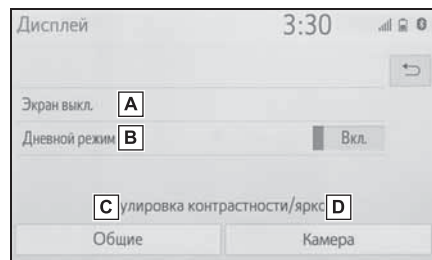 Дисплей 3:30
Экран выкл. A
Дневной режим B Вкл.
C улировка контрастности/яркс D
Общие Камера